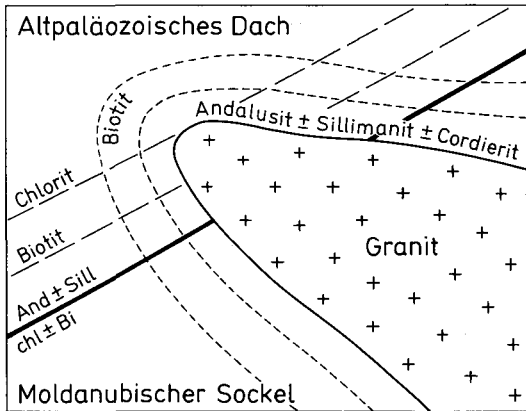 Altpaläozoisches Dach
Biotit
Andalusit ± Sillimanit ± Cordierit
Chlorit
Biotit
Granit
And ± Sill
chl ± Bi
Moldanubischer Sockel